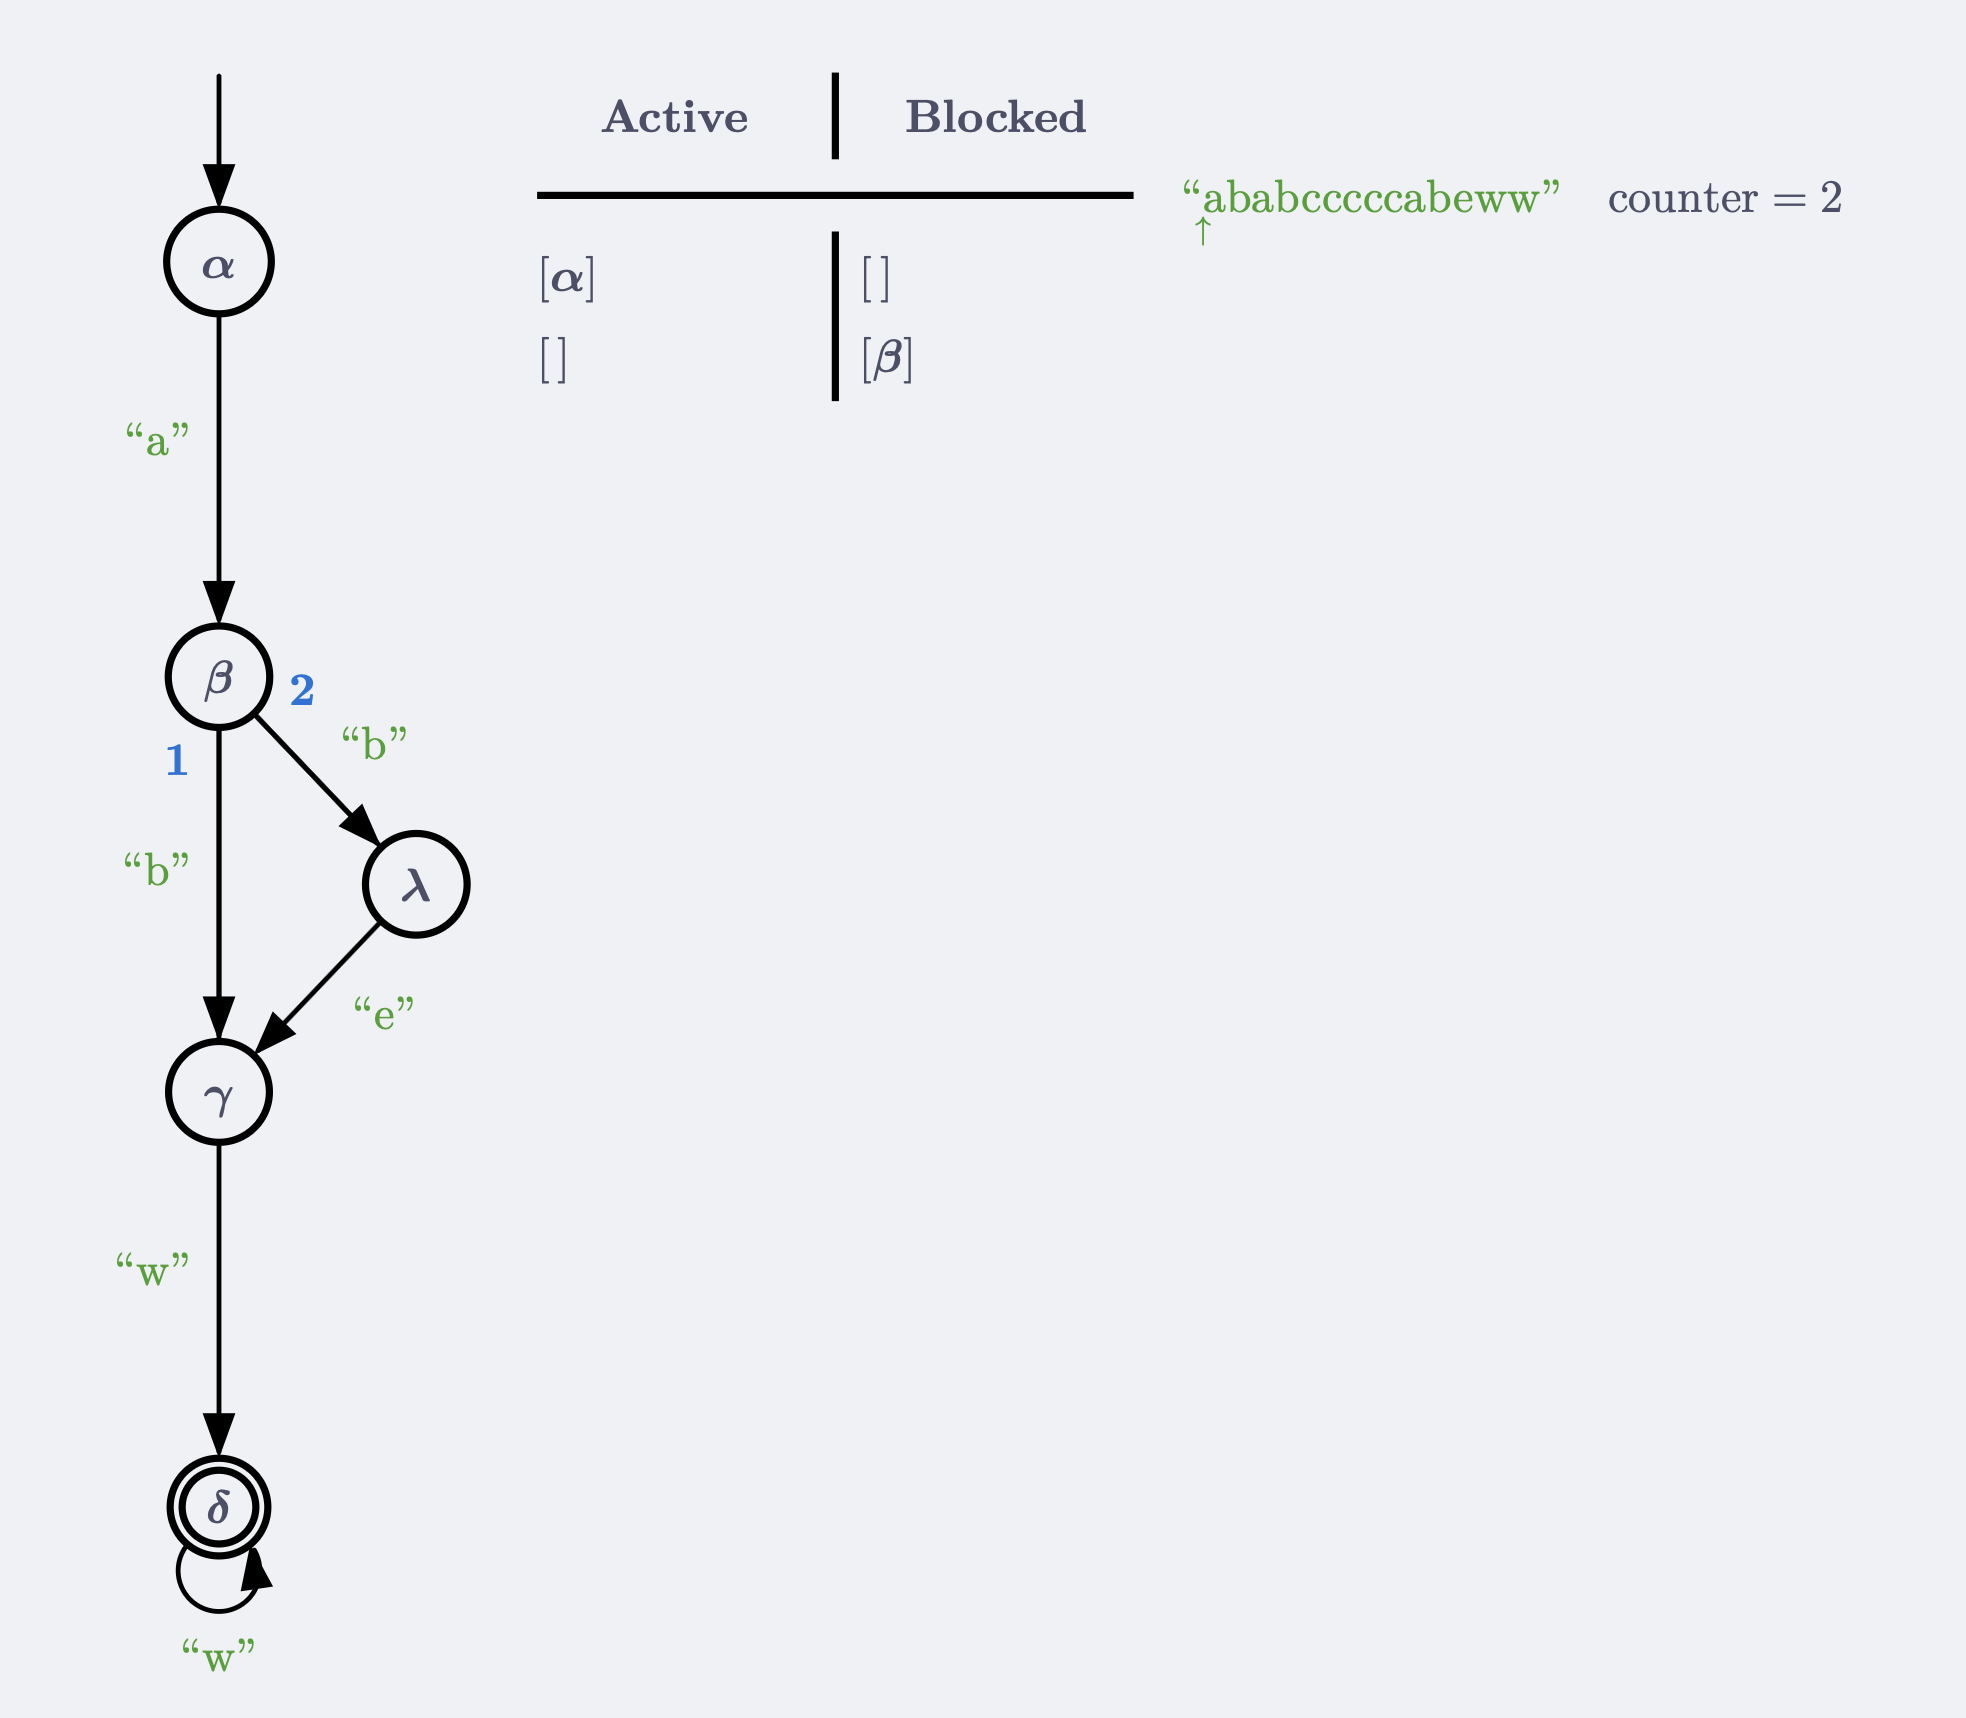 Active Blocked
“ababcccccabeww” counter = 2
↑
α
[α] []
[] [β]
“a”
β
2
“b”
1
“b”
λ
“e”
γ
“w”
δ
“w”